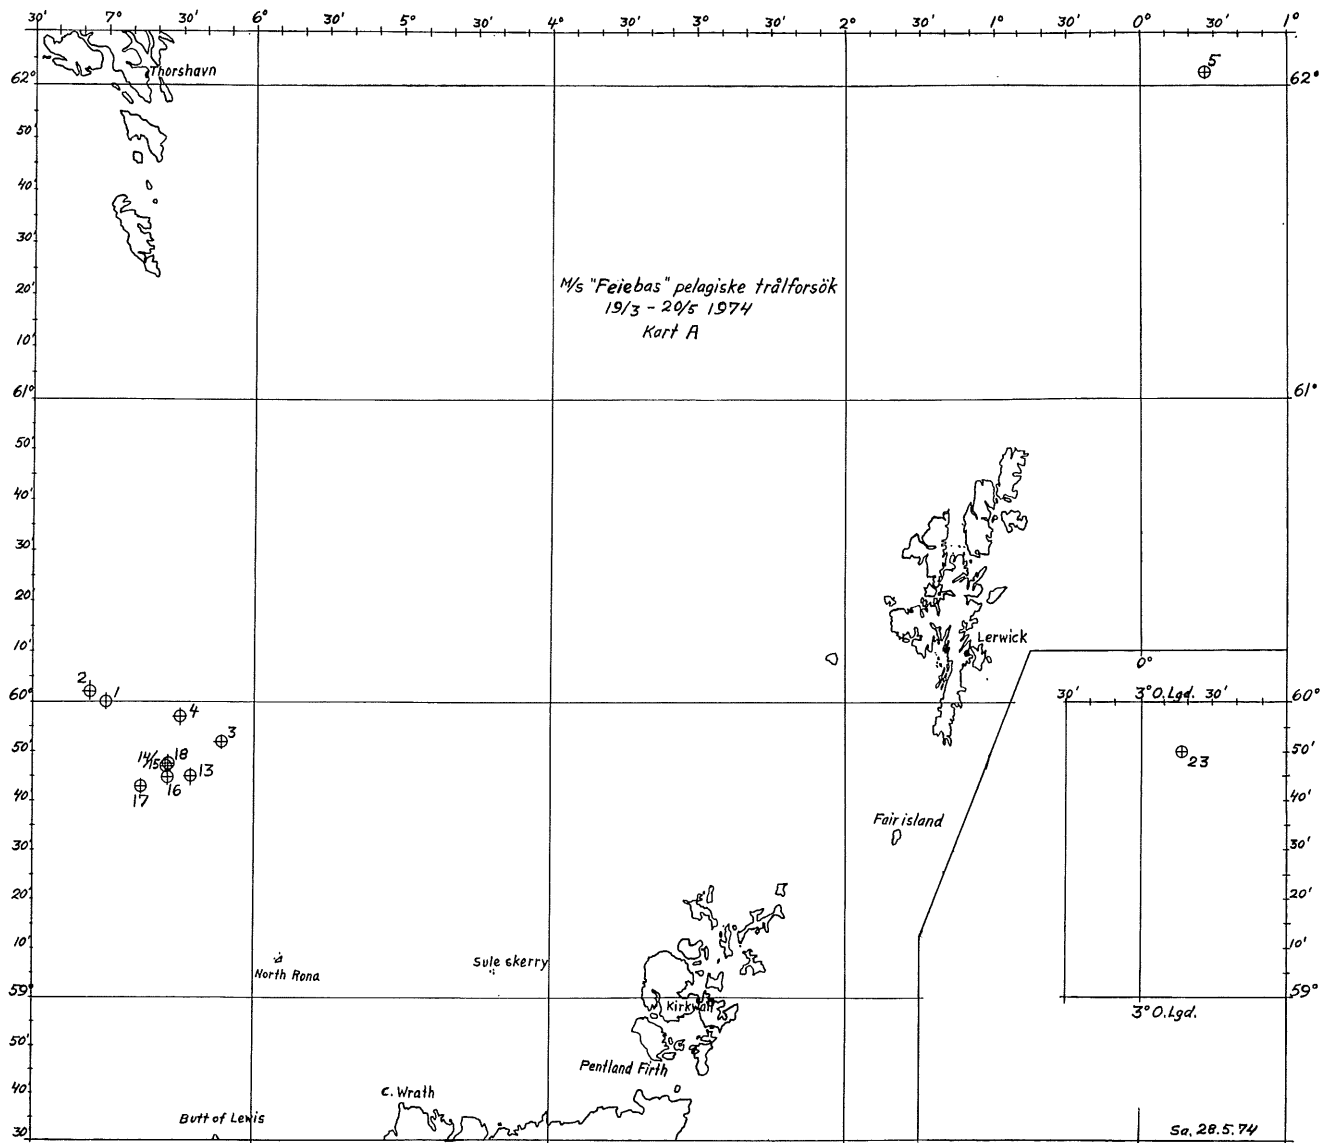 30' 7° 30' 6° 30' 5° 30' 4° 30' 3° 30' 2° 30' 1° 30' 0° 30' 1°
Thorshavn
5
62° 62°
50'
40'
30'
20'
M/s "Feiebas" pelagiske trålforsök
19/3 - 20/5 1974
Kart A
10'
61° 61°
50'
40'
30'
20'
10'
Lerwick
0°
2
1
60°
30' 3° O.Lgd. 30' 60°
4
3
50'
14/15 18
13
16
17
23
50'
40' 40'
Fair island
30' 30'
20' 20'
10' 10'
North Rona
Sule skerry
59° 59°
Kirkwall
3° O.Lgd.
50'
Pentland Firth
40'
C. Wrath
Butt of Lewis
30'
Sa. 28.5.74